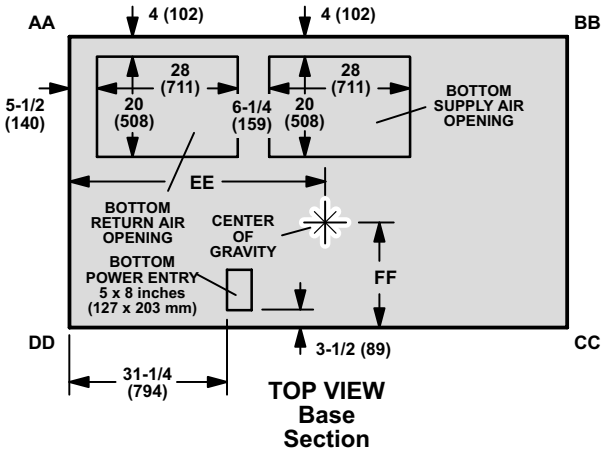 4 (102)
4 (102)
AA
BB
28
(711)
28
(711)
5-1/2
(140)
20
(508)
6-1/4
(159)
20
(508)
BOTTOM
SUPPLY AIR
OPENING
EE
BOTTOM
RETURN AIR
OPENING
CENTER
OF
GRAVITY
BOTTOM
POWER ENTRY
5 x 8 inches
(127 x 203 mm)
FF
DD
CC
3-1/2 (89)
31-1/4
(794)
TOP VIEW
Base
Section